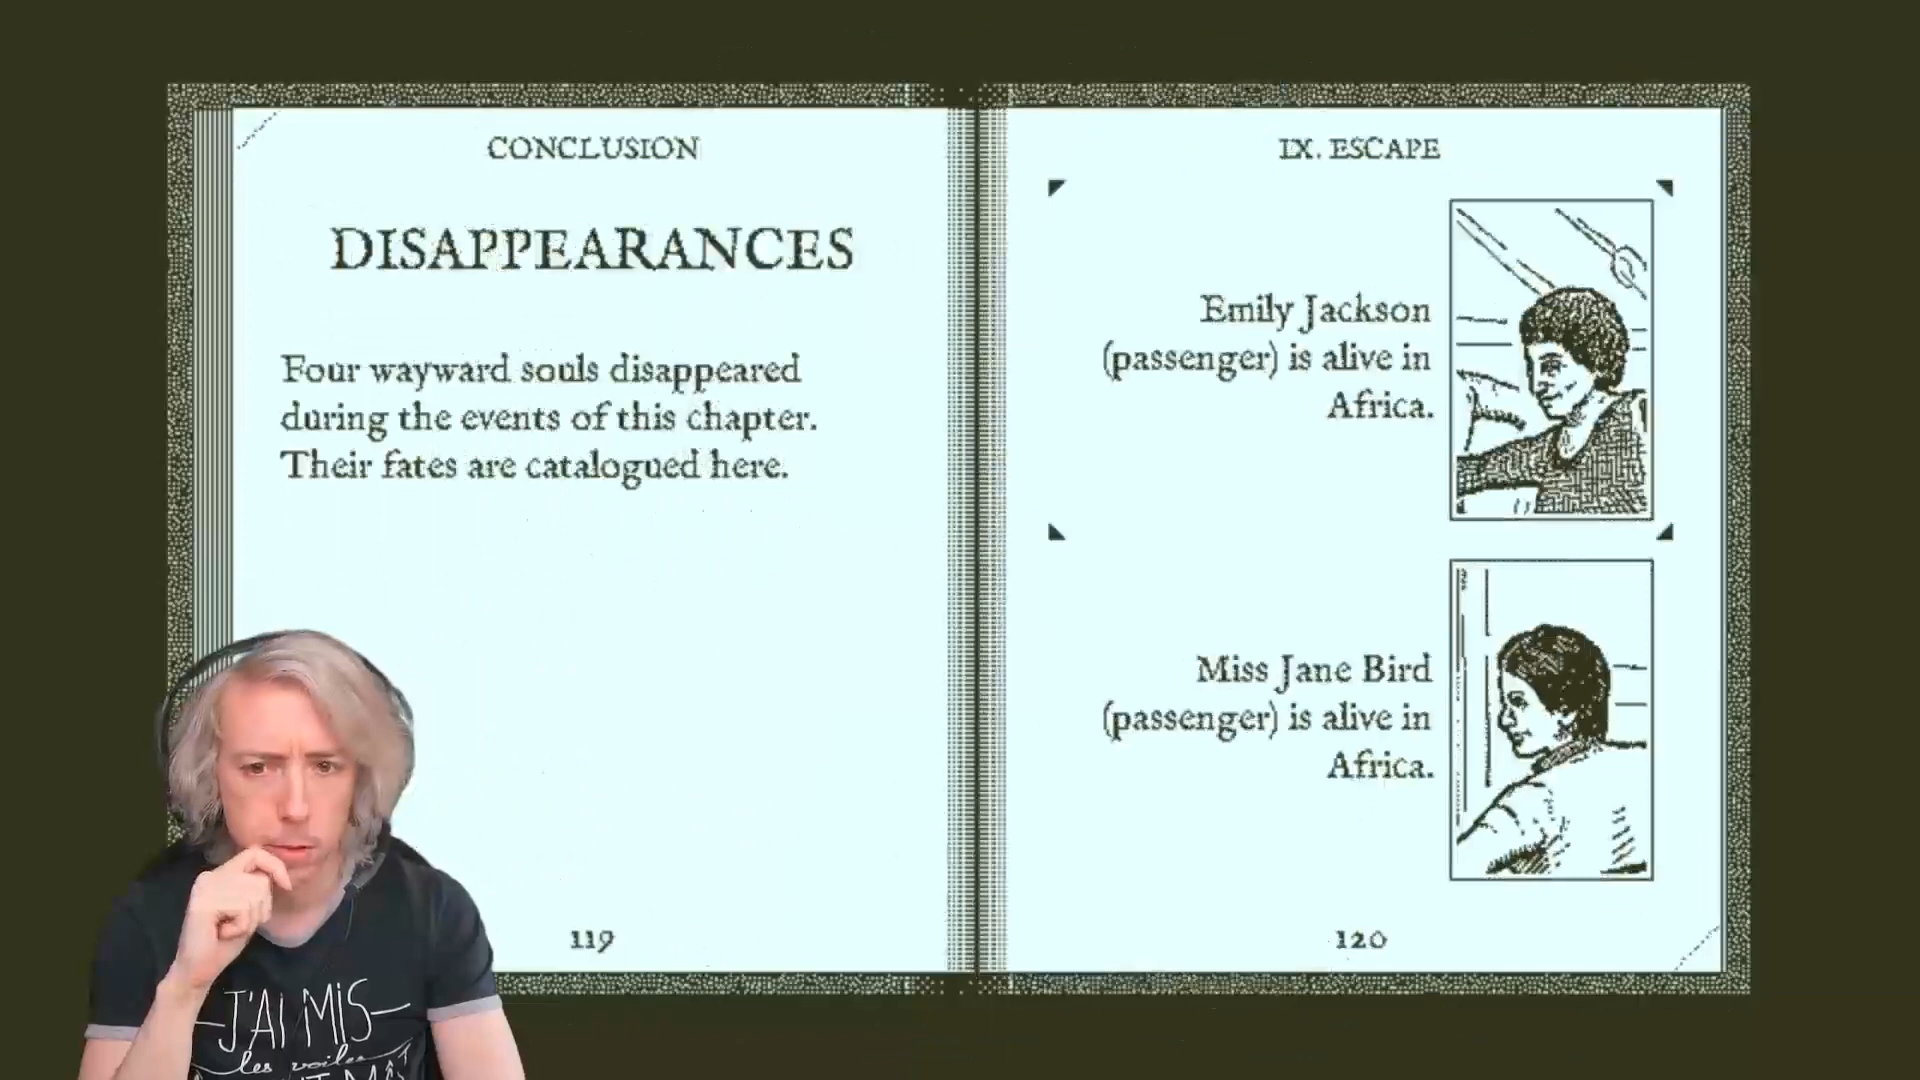 CONCLUSION
DISAPPEARANCES
Four wayward souls disappeared
during the events of this chapter.
Their fates are catalogued here.
119
IX. ESCAPE
Emily Jackson
(passenger) is alive in
Africa.
Miss Jane Bird
(passenger) is alive in
Africa.
120
J'AI MIS
les voiles